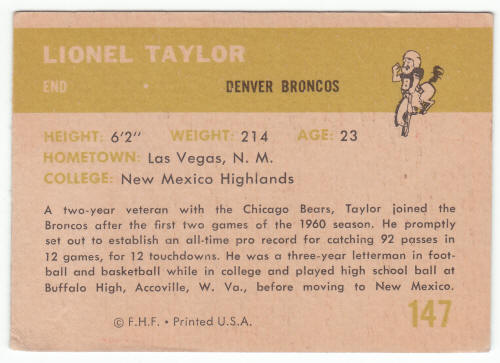 LIONEL TAYLOR
END · DENVER BRONCOS
HEIGHT: 6'2" WEIGHT: 214 AGE: 23
HOMETOWN: Las Vegas, N. M.
COLLEGE: New Mexico Highlands
A two-year veteran with the Chicago Bears, Taylor joined the
Broncos after the first two games of the 1960 season. He promptly
set out to establish an all-time pro record for catching 92 passes in
12 games, for 12 touchdowns. He was a three-year letterman in foot-
ball and basketball while in college and played high school ball at
Buffalo High, Accoville, W. Va., before moving to New Mexico.
147
© F.H.F. • Printed U.S.A.